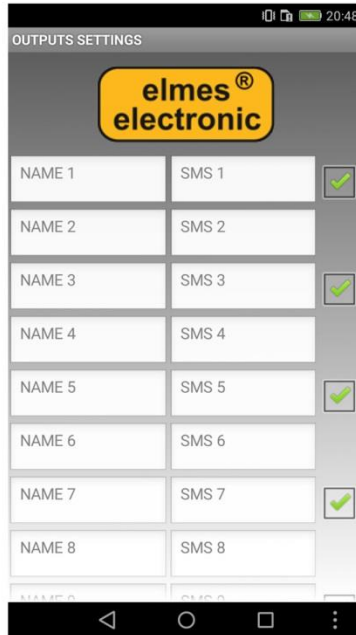 20:48
OUTPUTS SETTINGS
elmes ®
electronic
NAME 1 SMS 1
NAME 2 SMS 2
NAME 3 SMS 3
NAME 4 SMS 4
NAME 5 SMS 5
NAME 6 SMS 6
NAME 7 SMS 7
NAME 8 SMS 8